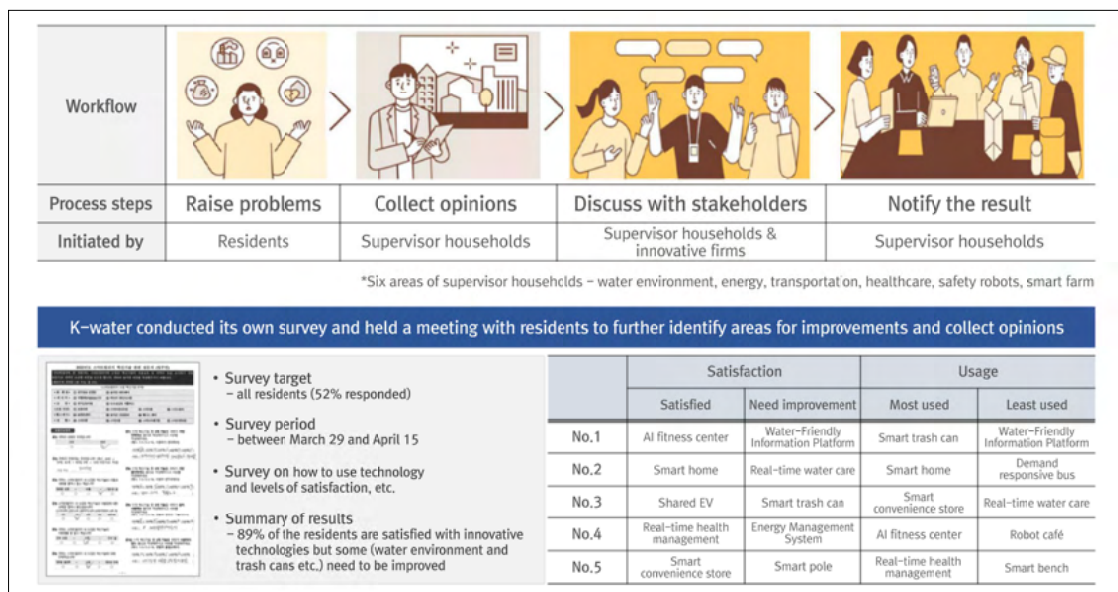 Workflow
Process steps
Raise problems
Collect opinions
Discuss with stakeholders
Notify the result
Initiated by
Residents
Supervisor households
Supervisor households &
innovative firms
Supervisor households
*Six areas of supervisor households – water environment, energy, transportation, healthcare, safety robots, smart farm
K-water conducted its own survey and held a meeting with residents to further identify areas for improvements and collect opinions
• Survey target
– all residents (52% responded)
• Survey period
– between March 29 and April 15
• Survey on how to use technology
and levels of satisfaction, etc.
• Summary of results
– 89% of the residents are satisfied with innovative
technologies but some (water environment and
trash cans etc.) need to be improved
Satisfaction
Usage
Satisfied
Need improvement
Most used
Least used
No.1
AI fitness center
Water-Friendly
Information Platform
Smart trash can
Water-Friendly
Information Platform
No.2
Smart home
Real-time water care
Smart home
Demand
responsive bus
No.3
Shared EV
Smart trash can
Smart
convenience store
Real-time water care
No.4
Real-time health
management
Energy Management
System
AI fitness center
Robot café
No.5
Smart
convenience store
Smart pole
Real-time health
management
Smart bench